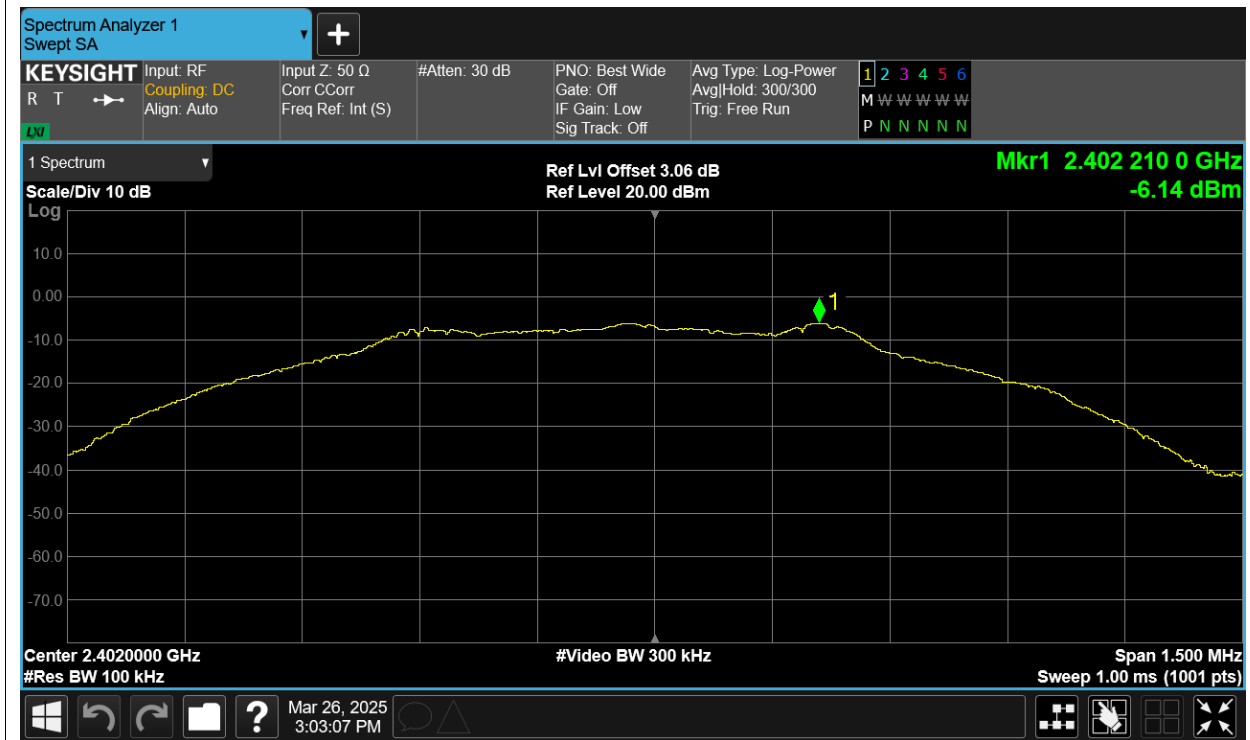 Spectrum Analyzer 1
Swept SA
KEYSIGHT
R T
LXI
Input: RF
Coupling: DC
Align: Auto
Input Z: 50 Ω
Corr CCorr
Freq Ref: Int (S)
#Atten: 30 dB
PNO: Best Wide
Gate: Off
IF Gain: Low
Sig Track: Off
Avg Type: Log-Power
Avg|Hold: 300/300
Trig: Free Run
1 2 3 4 5 6
M W W W W W
P N N N N N
1 Spectrum
Scale/Div 10 dB
Ref Lvl Offset 3.06 dB
Ref Level 20.00 dBm
Mkr1 2.402 210 0 GHz
-6.14 dBm
Log
10.0
0.00
1
-10.0
-20.0
-30.0
-40.0
-50.0
-60.0
-70.0
Center 2.4020000 GHz
#Res BW 100 kHz
#Video BW 300 kHz
Span 1.500 MHz
Sweep 1.00 ms (1001 pts)
?
Mar 26, 2025
3:03:07 PM